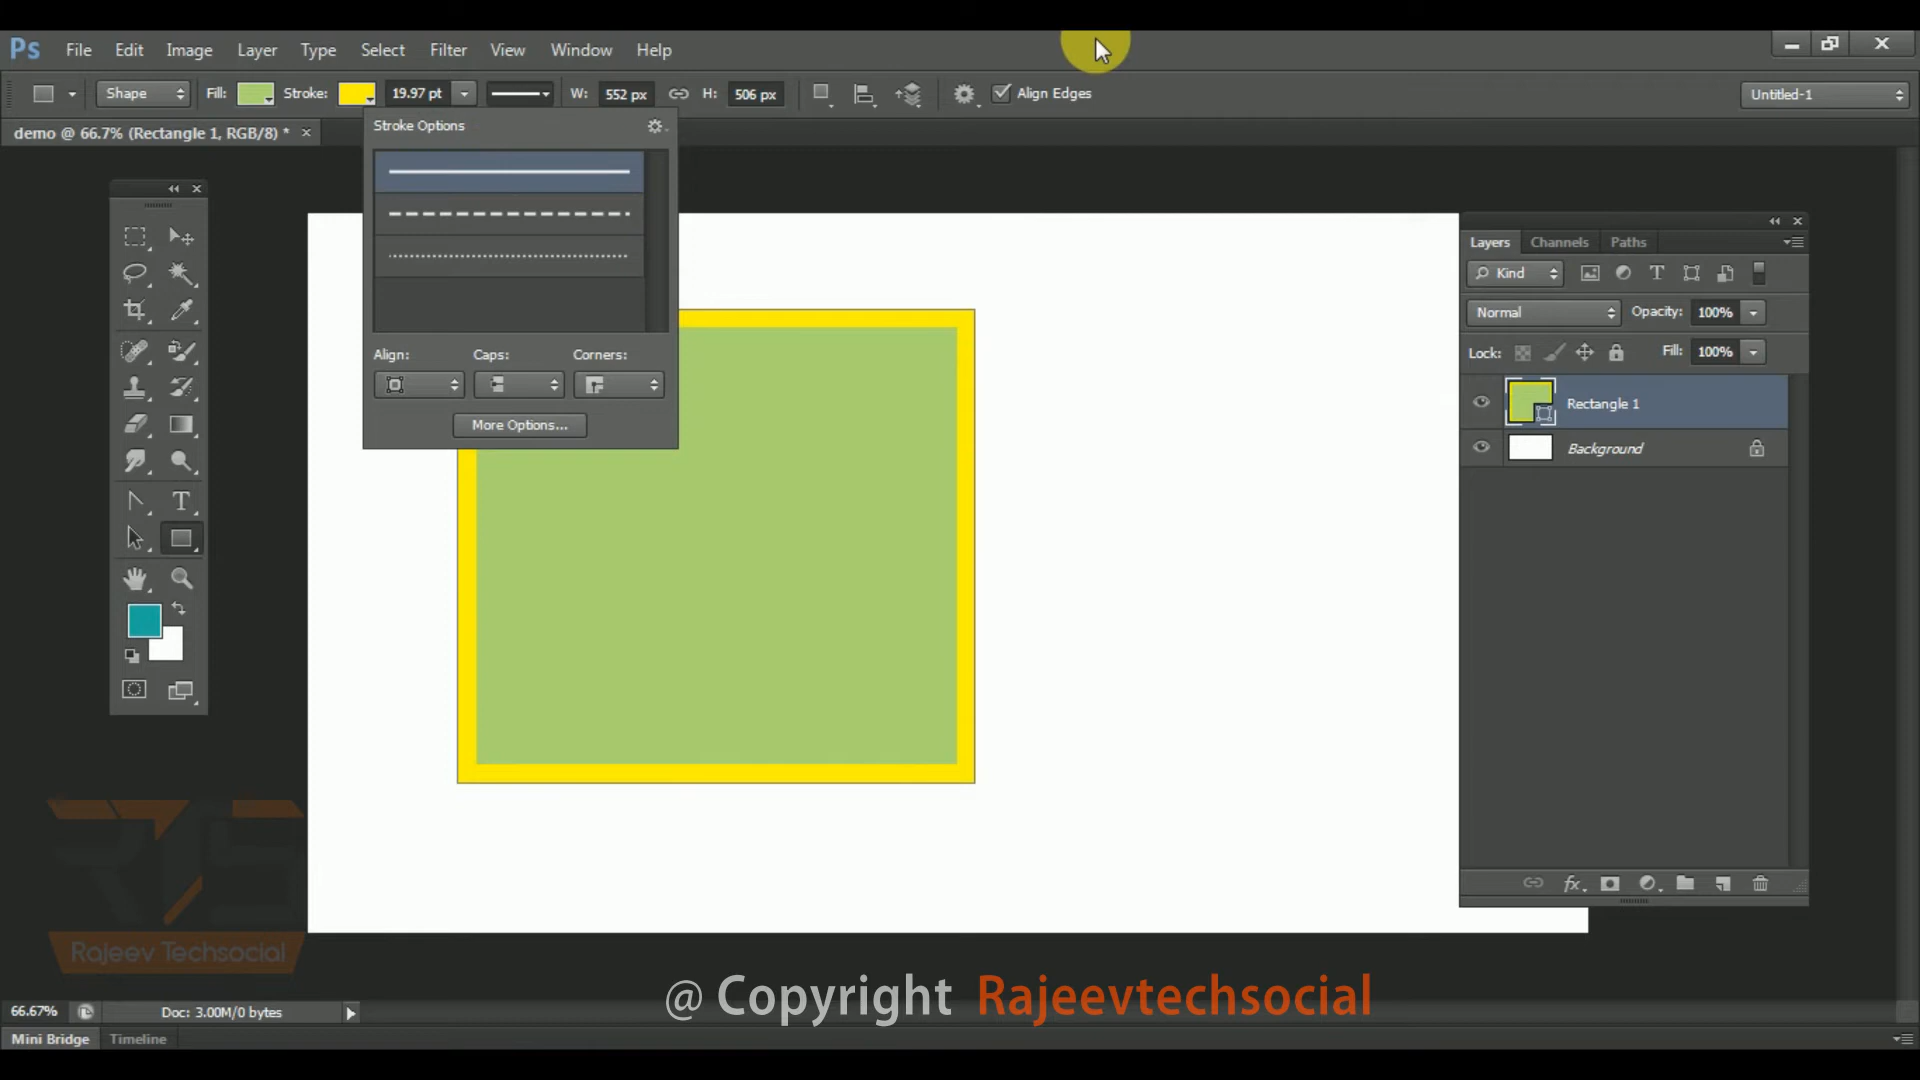 Ps File Edit Image Layer Type Select Filter View Window Help
Shape Fill: Stroke: 19.97 pt W: 552 px H: 506 px Align Edges Untitled-1
demo @ 66.7% (Rectangle 1, RGB/8) * ×
Stroke Options
Align: Caps: Corners:
More Options...
Layers Channels Paths
Kind
Normal Opacity: 100%
Lock: Fill: 100%
Rectangle 1
Background
fx
T
T
RTS
Rajeev Techsocial
@ Copyright Rajeevtechsocial
66.67% Doc: 3.00M/0 bytes
Mini Bridge Timeline